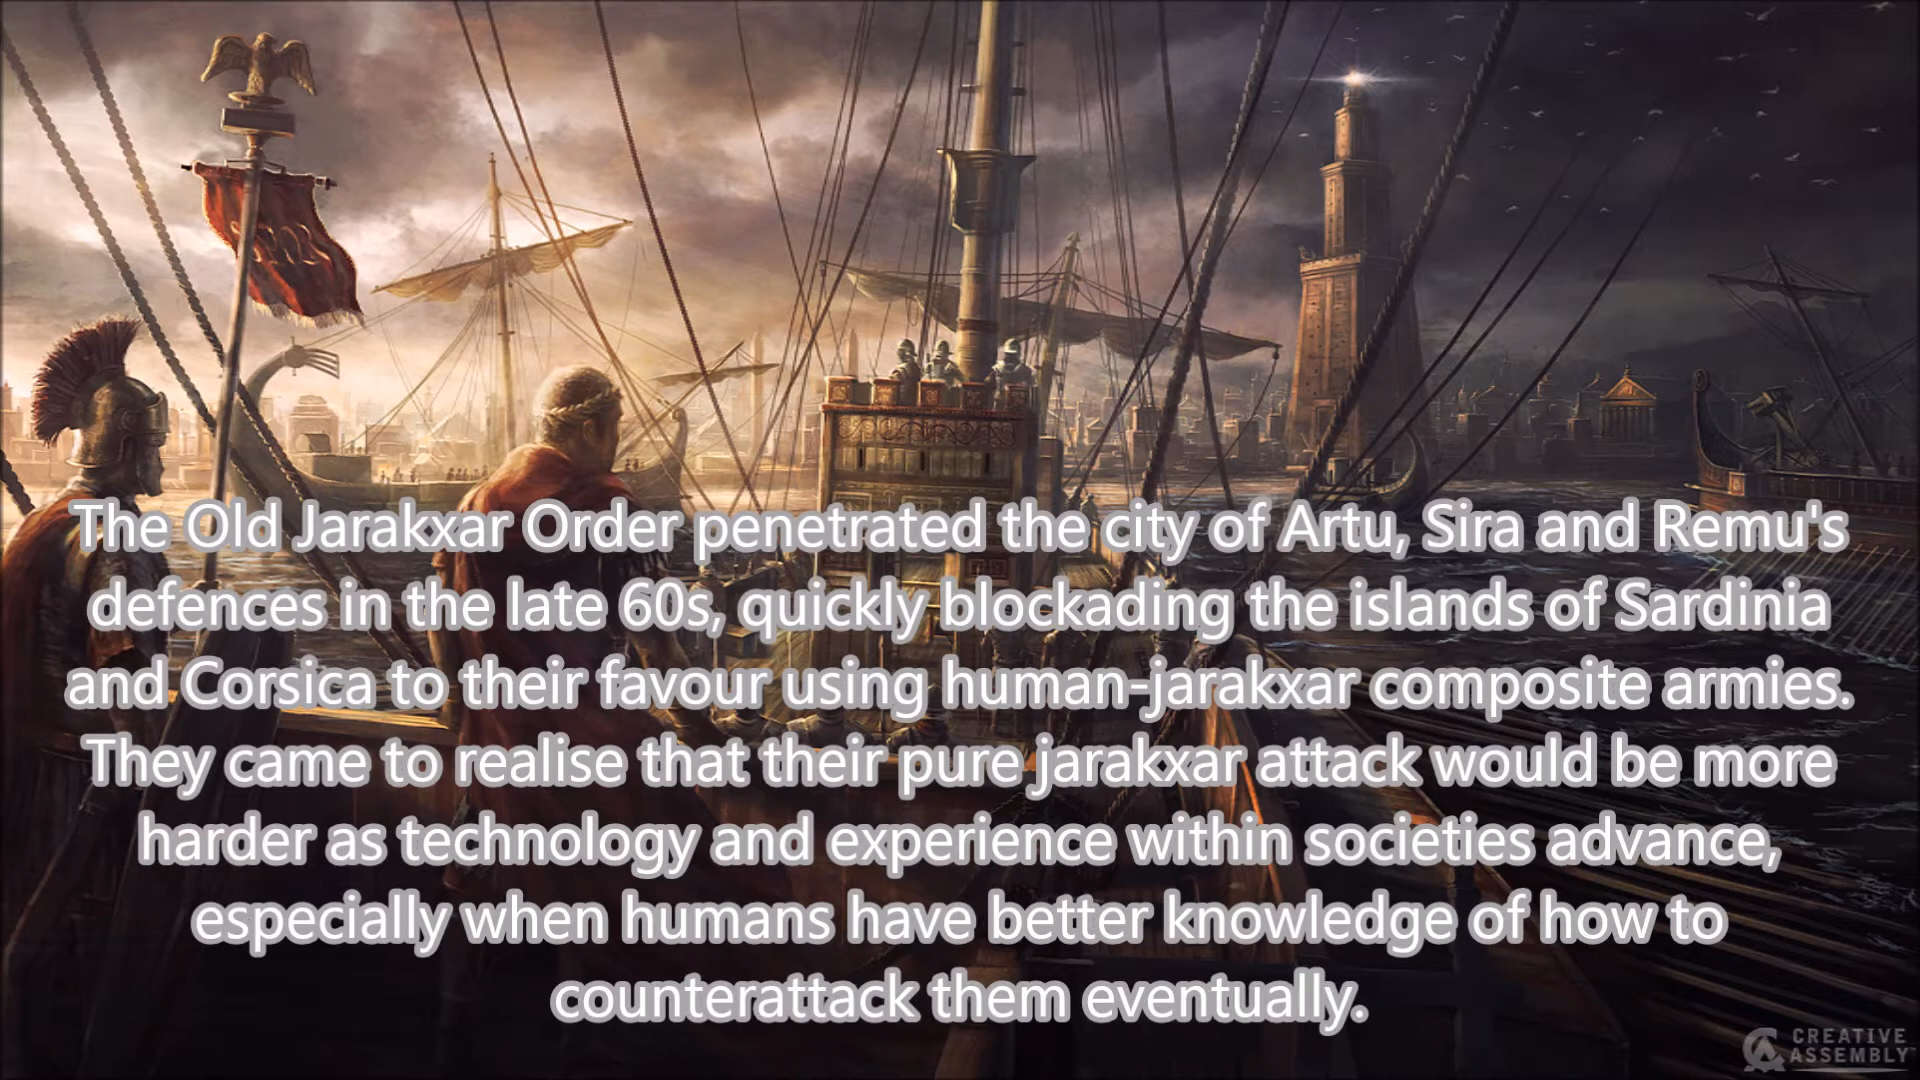 The Old Jarakxar Order penetrated the city of Artu, Sira and Remu's
defences in the late 60s, quickly blockading the islands of Sardinia
and Corsica to their favour using human-jarakxar composite armies.
They came to realise that their pure jarakxar attack would be more
harder as technology and experience within societies advance,
especially when humans have better knowledge of how to
counterattack them eventually.
CREATIVE
ASSEMBLY